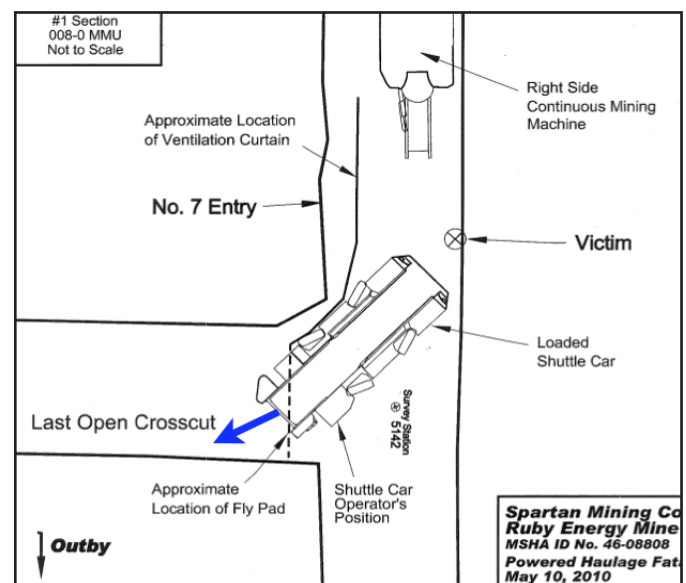 #1 Section
008-0 MMU
Not to Scale
Right Side
Continuous Mining
Machine
Approximate Location
of Ventilation Curtain
No. 7 Entry
Victim
Loaded
Shuttle Car
Survey Station
5142
Last Open Crosscut
Approximate
Location of Fly Pad
Shuttle Car
Operator's
Position
Outby
Spartan Mining Co
Ruby Energy Mine
MSHA ID No. 46-08808
Powered Haulage Fat
May 10, 2010